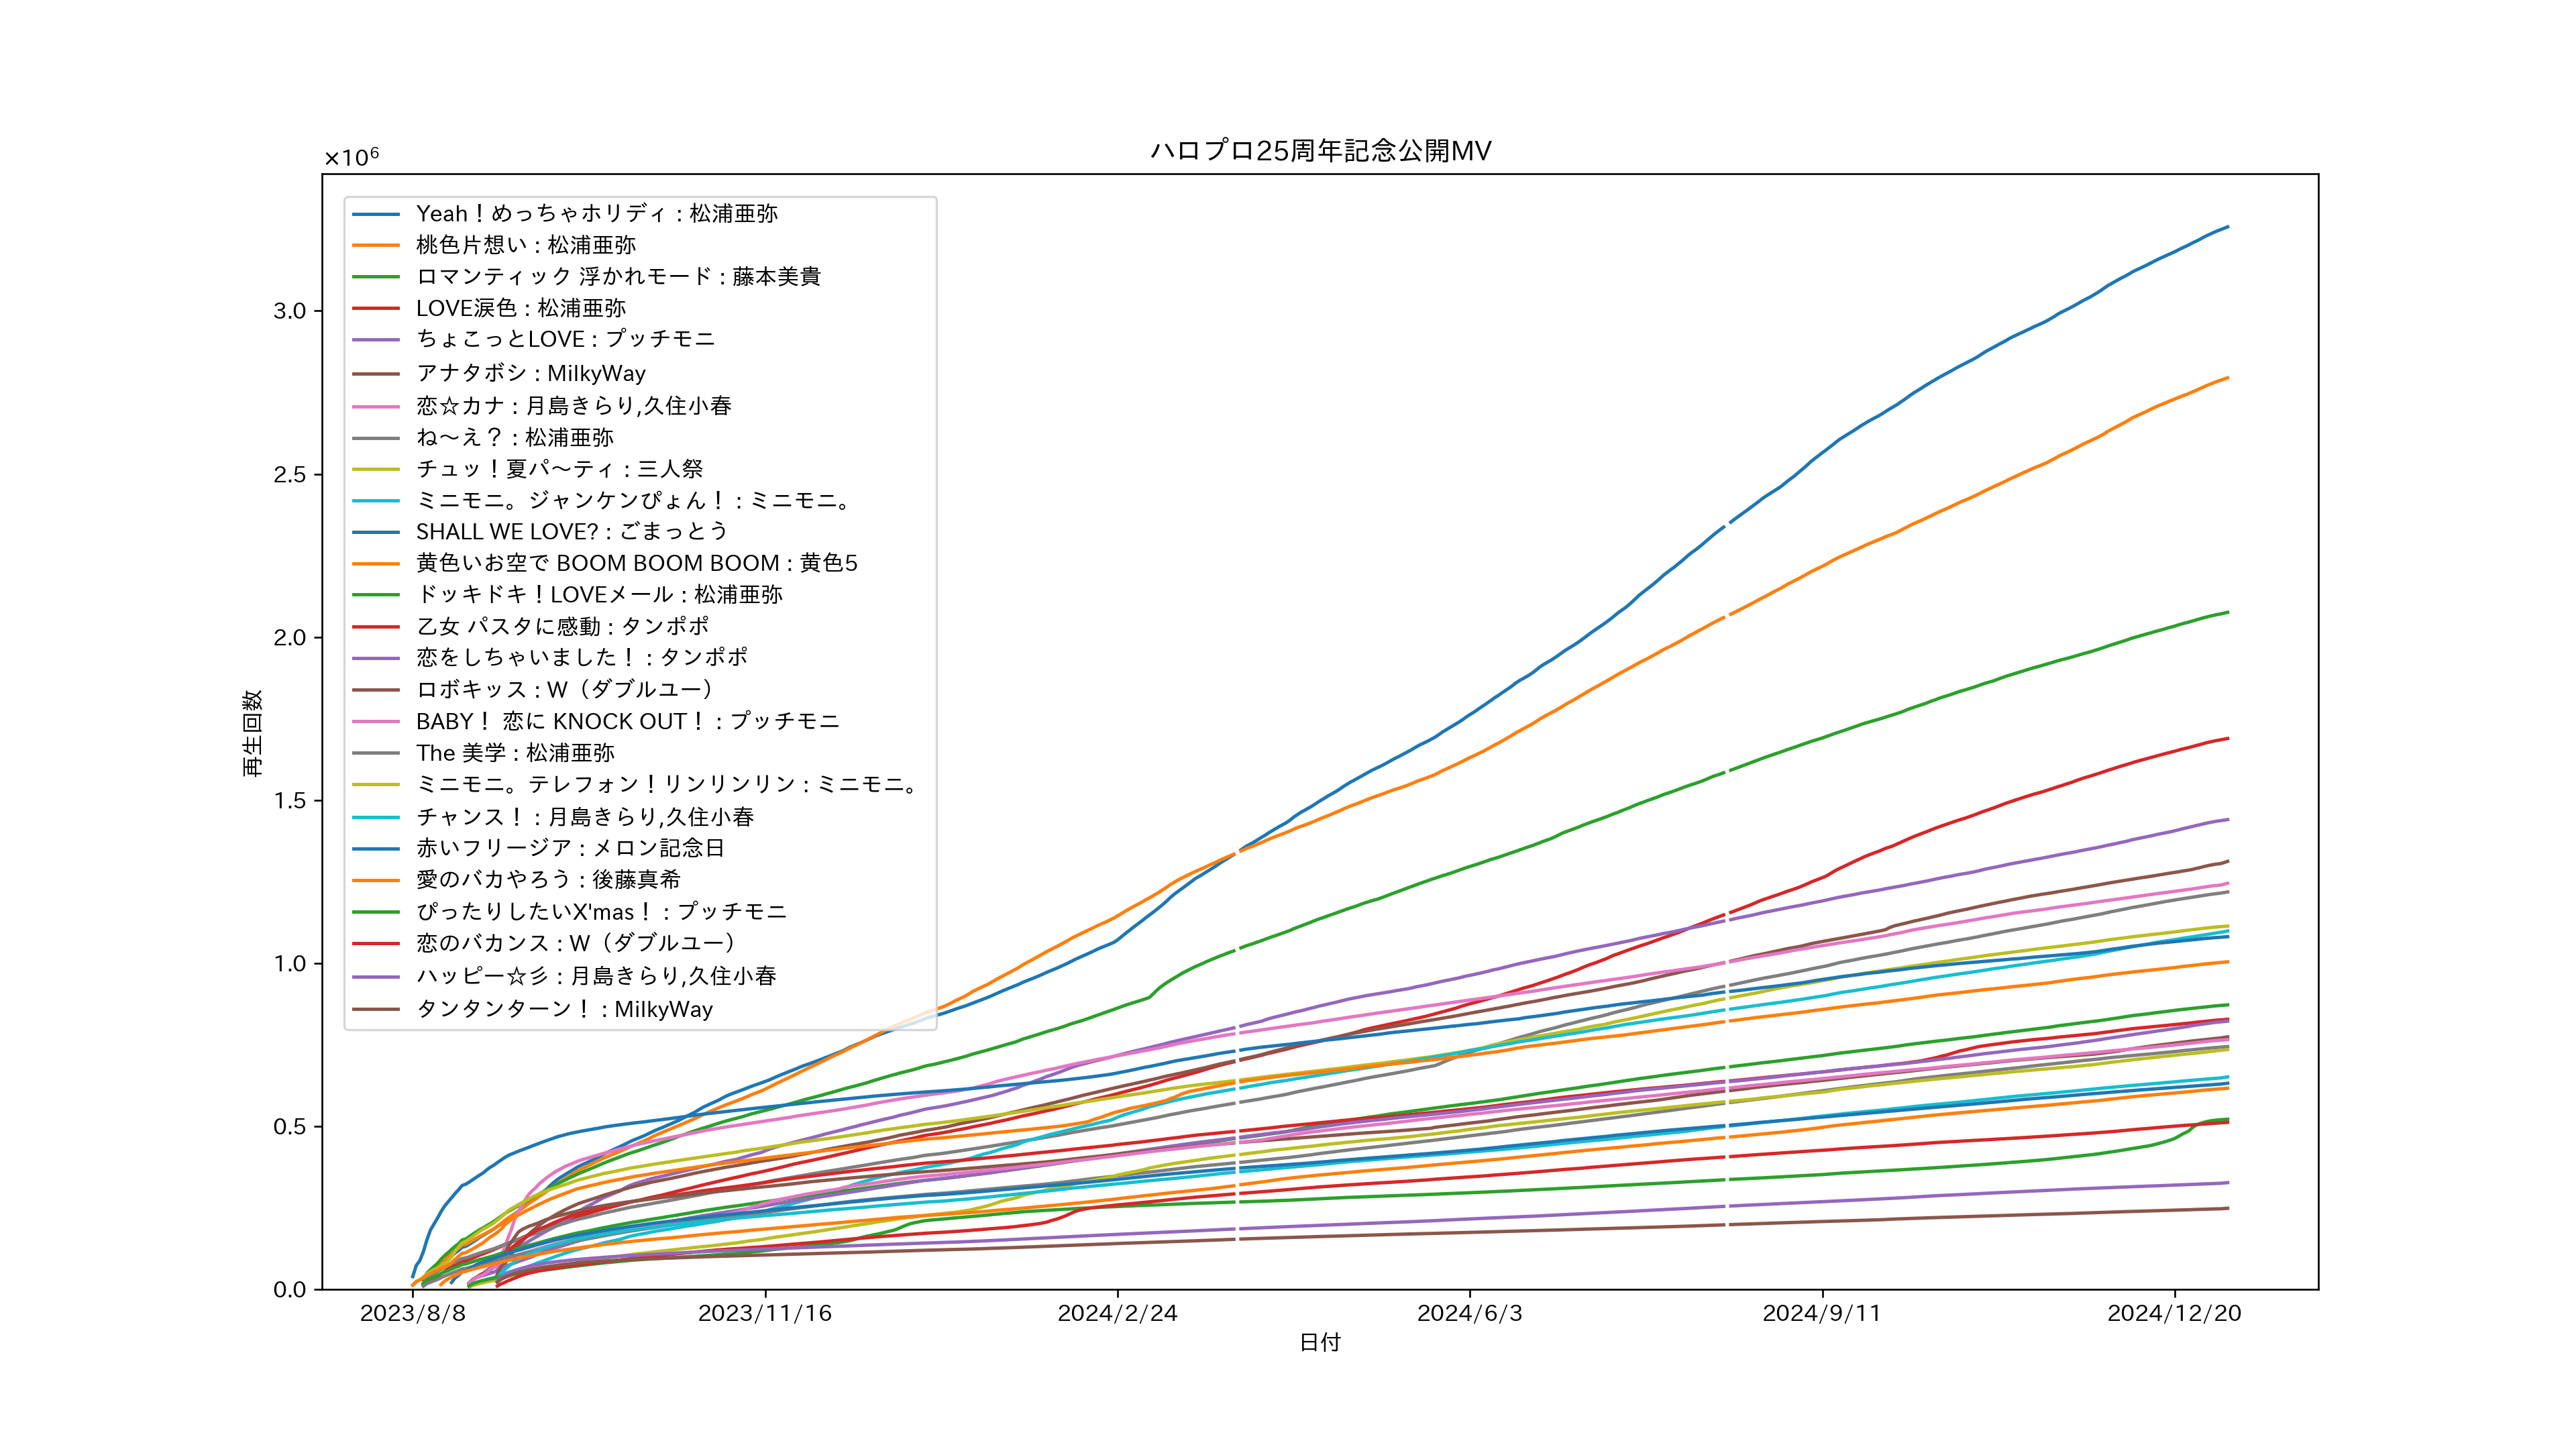 ハロプロ25周年記念公開MV
×10⁶
Yeah！めっちゃホリディ : 松浦亜弥
桃色片想い : 松浦亜弥
ロマンティック 浮かれモード : 藤本美貴
LOVE涙色 : 松浦亜弥
ちょこっとLOVE : プッチモニ
アナタボシ : MilkyWay
恋☆カナ : 月島きらり,久住小春
ね〜え？ : 松浦亜弥
チュッ！夏パ〜ティ : 三人祭
ミニモニ。ジャンケンぴょん！ : ミニモニ。
SHALL WE LOVE? : ごまっとう
黄色いお空で BOOM BOOM BOOM : 黄色5
ドッキドキ！LOVEメール : 松浦亜弥
乙女 パスタに感動 : タンポポ
恋をしちゃいました！ : タンポポ
ロボキッス : W（ダブルユー）
BABY！ 恋に KNOCK OUT！ : プッチモニ
The 美学 : 松浦亜弥
ミニモニ。テレフォン！リンリンリン : ミニモニ。
チャンス！ : 月島きらり,久住小春
赤いフリージア : メロン記念日
愛のバカやろう : 後藤真希
ぴったりしたいX'mas！ : プッチモニ
恋のバカンス : W（ダブルユー）
ハッピー☆彡 : 月島きらり,久住小春
タンタンターン！ : MilkyWay
3.0
2.5
2.0
1.5
1.0
0.5
0.0
再生回数
2023/8/8
2023/11/16
2024/2/24
2024/6/3
2024/9/11
2024/12/20
日付